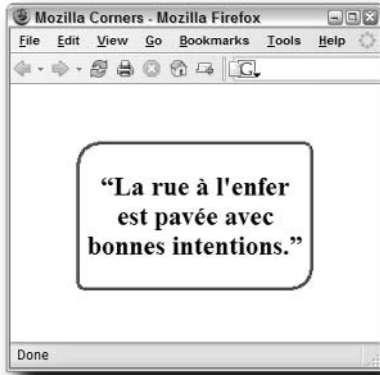 Mozilla Corners - Mozilla Firefox
File Edit View Go Bookmarks Tools Help
G
“La rue à l'enfer
est pavée avec
bonnes intentions.”
Done